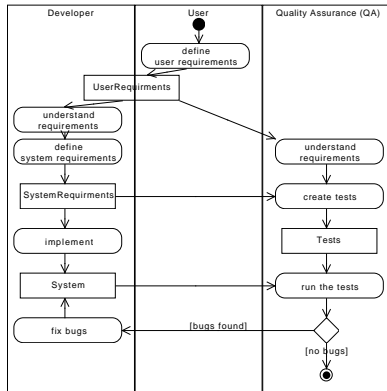 Developer
User
Quality Assurance (QA)
define
user requirements
UserRequirments
understand
requirements
define
system requirements
understand
requirements
SystemRequirments
create tests
implement
Tests
System
run the tests
fix bugs
[bugs found]
[no bugs]